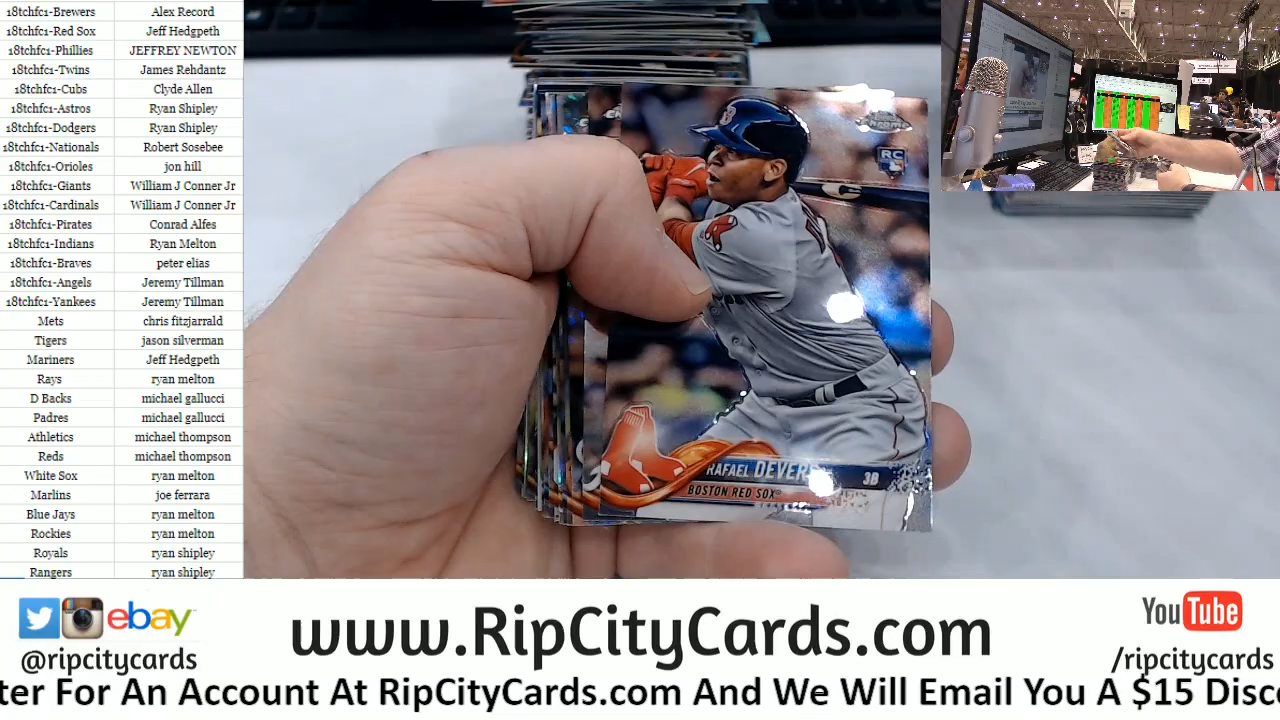 18tchfc1-Brewers Alex Record
18tchfc1-Red Sox Jeff Hedgpeth
18tchfc1-Phillies JEFFREY NEWTON
18tchfc1-Twins James Rehdantz
18tchfc1-Cubs Clyde Allen
18tchfc1-Astros Ryan Shipley
18tchfc1-Dodgers Ryan Shipley
18tchfc1-Nationals Robert Sosebee
18tchfc1-Orioles jon hill
18tchfc1-Giants William J Conner Jr
18tchfc1-Cardinals William J Conner Jr
18tchfc1-Pirates Conrad Alfes
18tchfc1-Indians Ryan Melton
18tchfc1-Braves peter elias
18tchfc1-Angels Jeremy Tillman
18tchfc1-Yankees Jeremy Tillman
Mets chris fitzjarrald
Tigers jason silverman
Mariners Jeff Hedgpeth
Rays ryan melton
D Backs michael gallucci
Padres michael gallucci
Athletics michael thompson
Reds michael thompson
White Sox ryan melton
Marlins joe ferrara
Blue Jays ryan melton
Rockies ryan melton
Royals ryan shipley
Rangers ryan shipley
Chrome
RC
B
RAFAEL DEVER
3B
BOSTON RED SOX
ebay
@ripcitycards
www.RipCityCards.com
YouTube
/ripcitycards
ter For An Account At RipCityCards.com And We Will Email You A $15 Disc